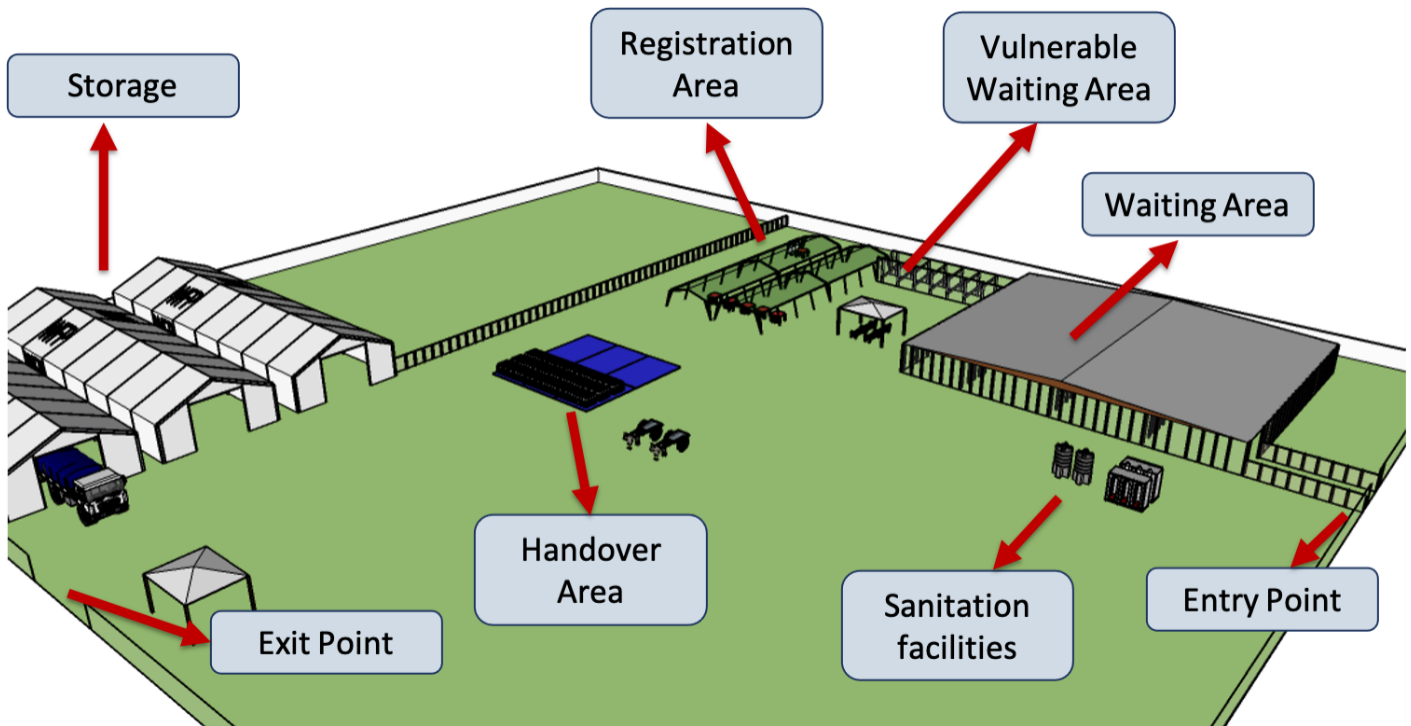 Storage
Registration
Area
Vulnerable
Waiting Area
Waiting Area
Handover
Area
Exit Point
Sanitation
facilities
Entry Point